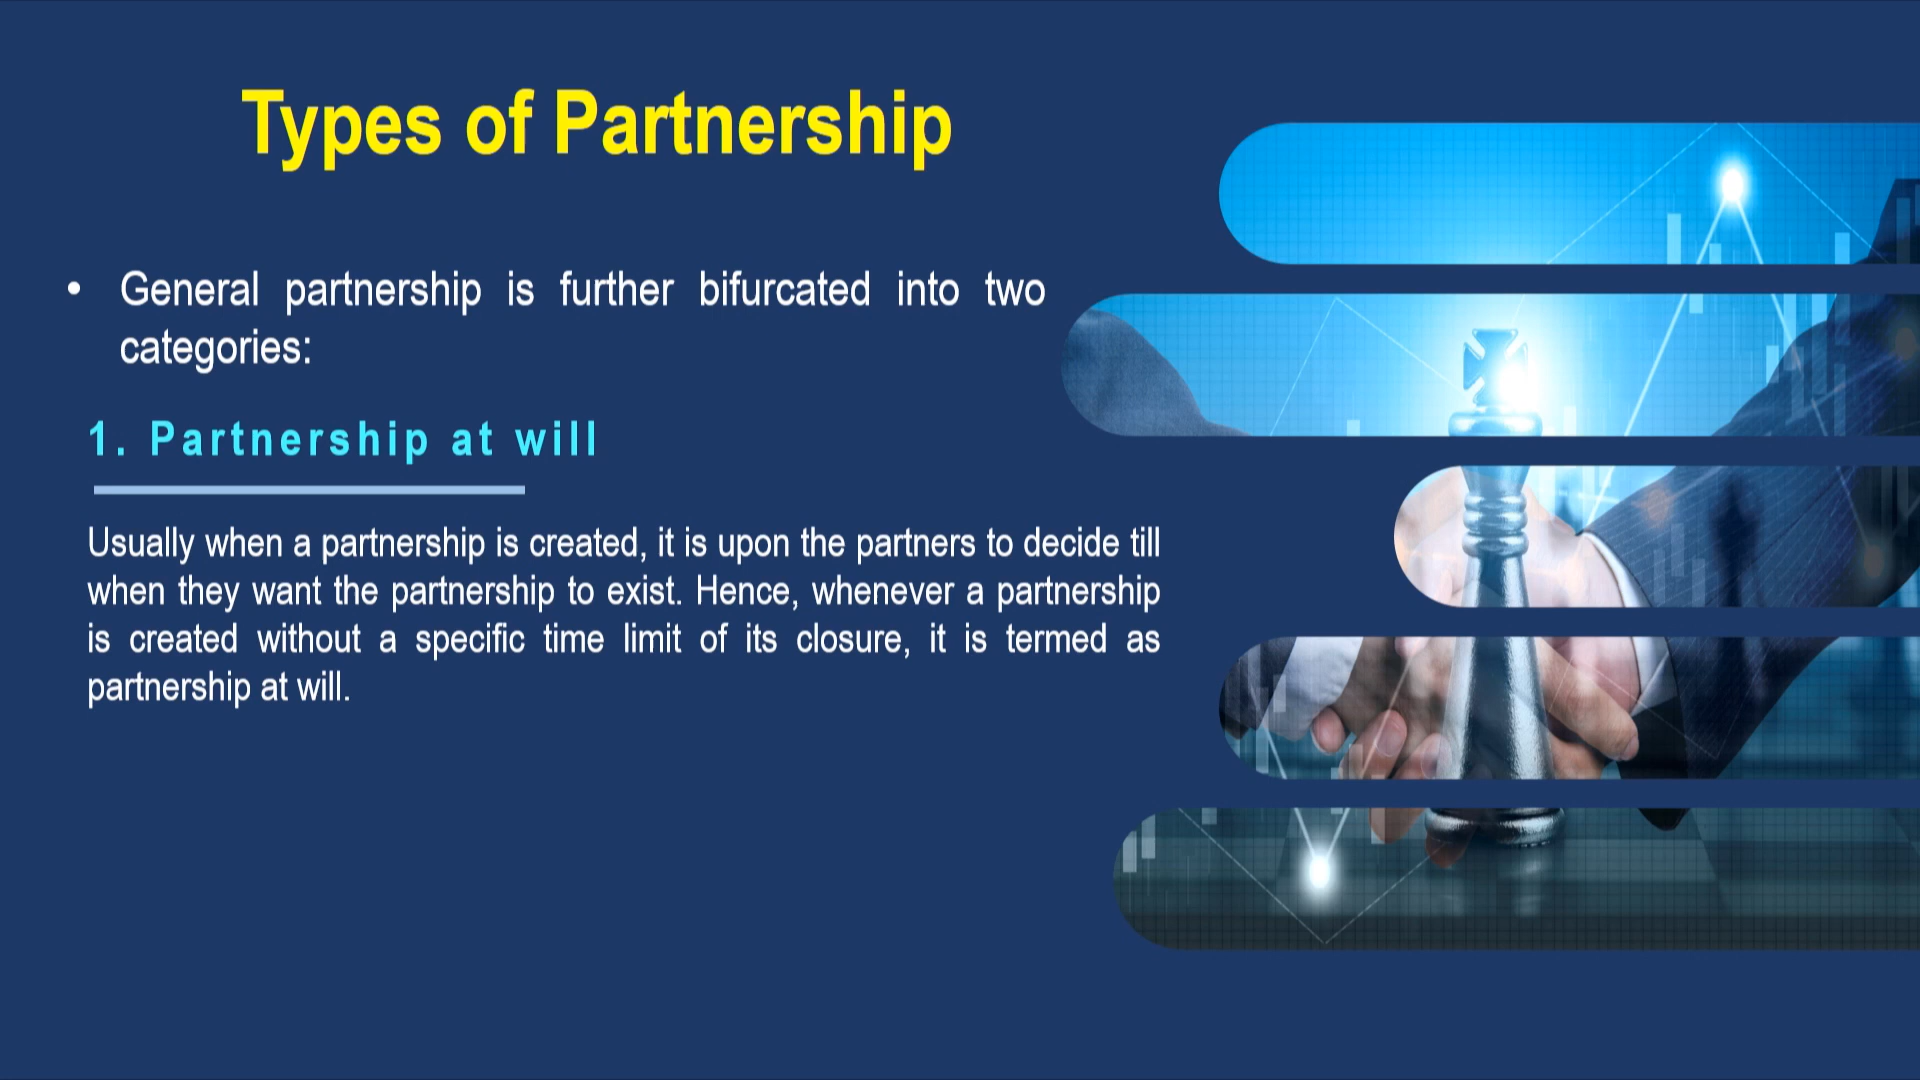 Types of Partnership
• General partnership is further bifurcated into two
categories:
1. Partnership at will
Usually when a partnership is created, it is upon the partners to decide till
when they want the partnership to exist. Hence, whenever a partnership
is created without a specific time limit of its closure, it is termed as
partnership at will.